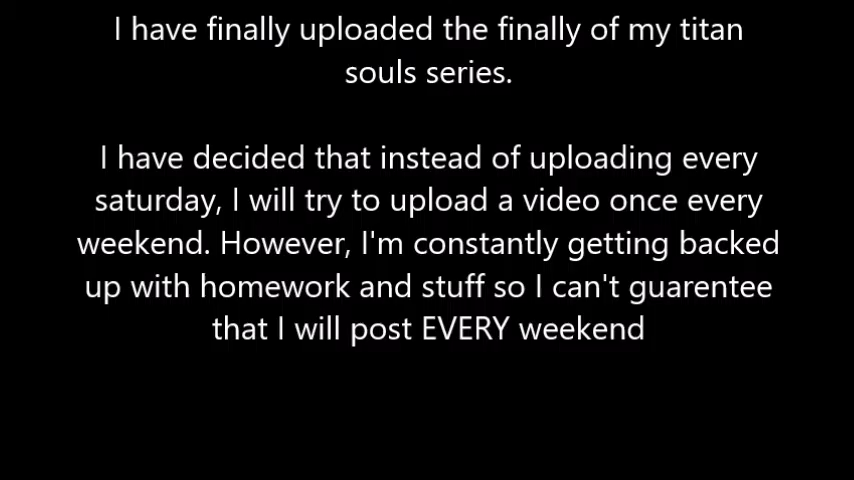 I have finally uploaded the finally of my titan
souls series.
I have decided that instead of uploading every
saturday, I will try to upload a video once every
weekend. However, I'm constantly getting backed
up with homework and stuff so I can't guarentee
that I will post EVERY weekend